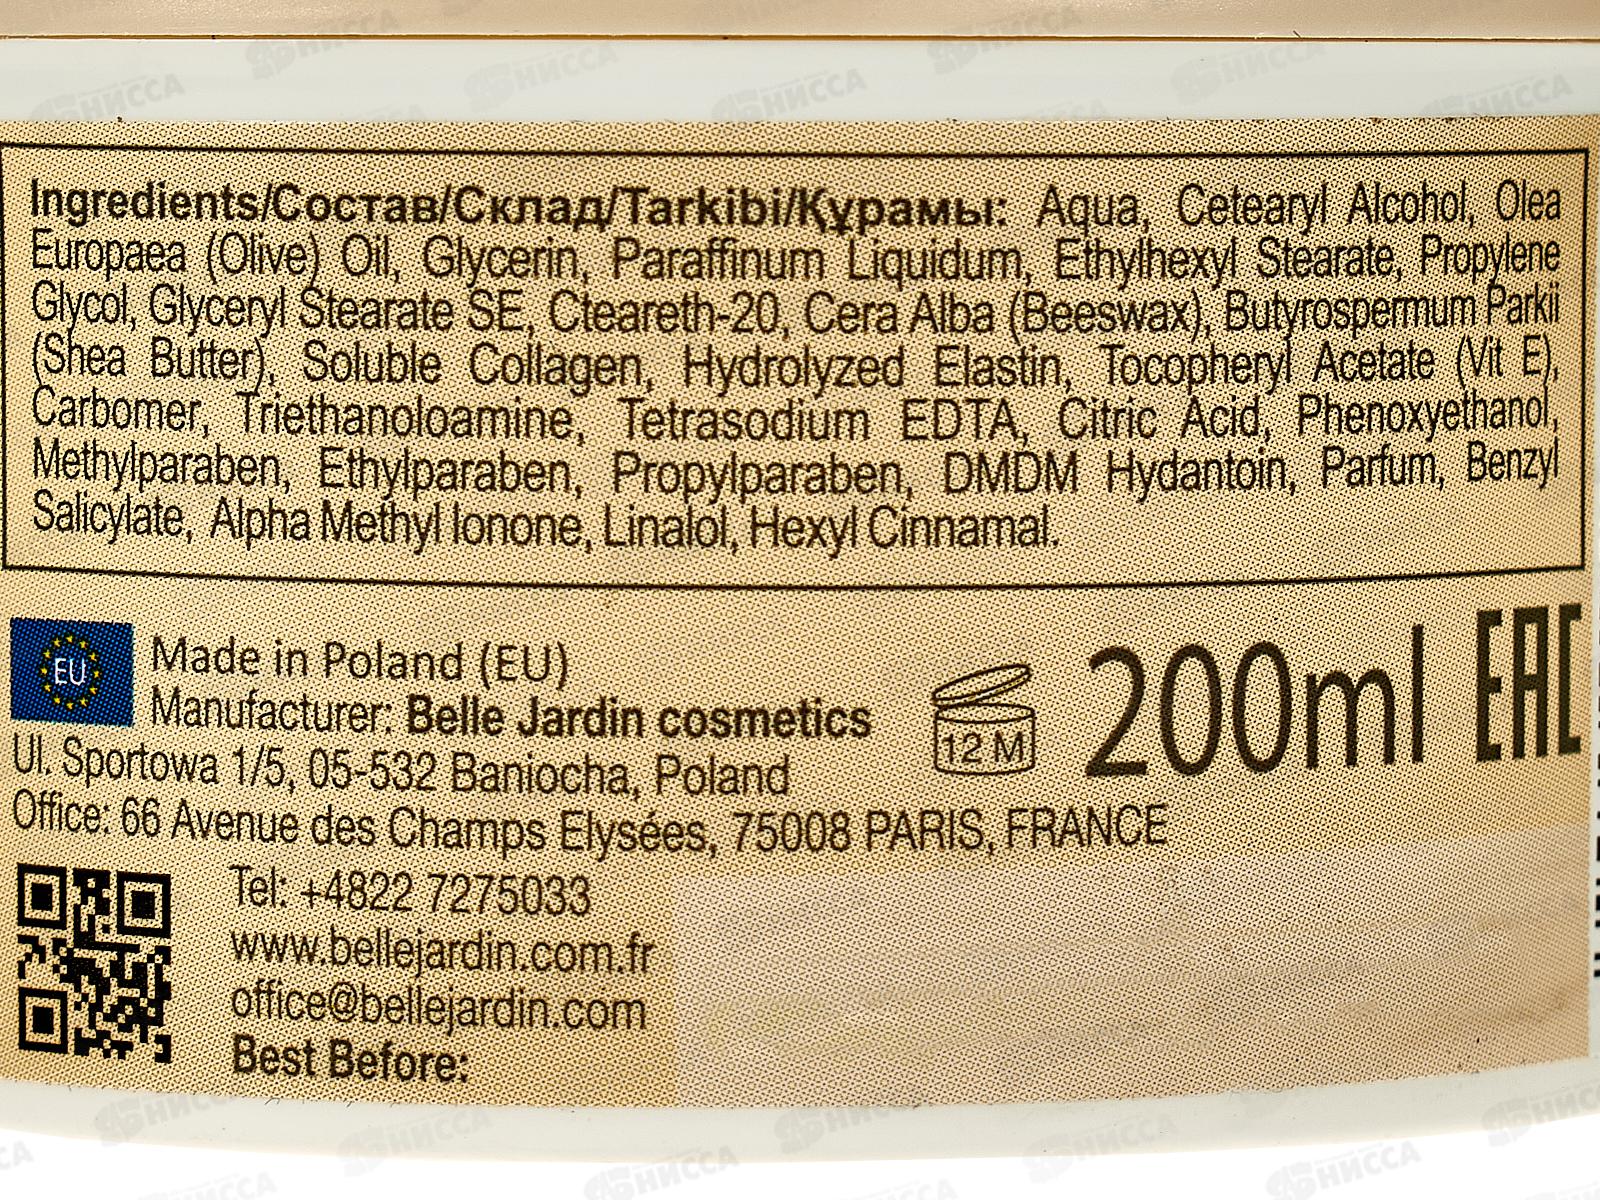 Ingredients/Состав/Склад/Tarkibi/Құрамы: Aqua, Cetearyl Alcohol, Olea
Europaea (Olive) Oil, Glycerin, Paraffinum Liquidum, Ethylhexyl Stearate, Propylene
Glycol, Glyceryl Stearate SE, Cteareth-20, Cera Alba (Beeswax), Butyrospermum Parkii
(Shea Butter), Soluble Collagen, Hydrolyzed Elastin, Tocopheryl Acetate (Vit E),
Carbomer, Triethanoloamine, Tetrasodium EDTA, Citric Acid, Phenoxyethanol,
Methylparaben, Ethylparaben, Propylparaben, DMDM Hydantoin, Parfum, Benzyl
Salicylate, Alpha Methyl Ionone, Linalol, Hexyl Cinnamal.
EU
Made in Poland (EU)
Manufacturer: Belle Jardin cosmetics
Ul. Sportowa 1/5, 05-532 Baniocha, Poland
Office: 66 Avenue des Champs Elysées, 75008 PARIS, FRANCE
12 M
200ml
EAC
Tel: +4822 7275033
www.bellejardin.com.fr
office@bellejardin.com
Best Before: